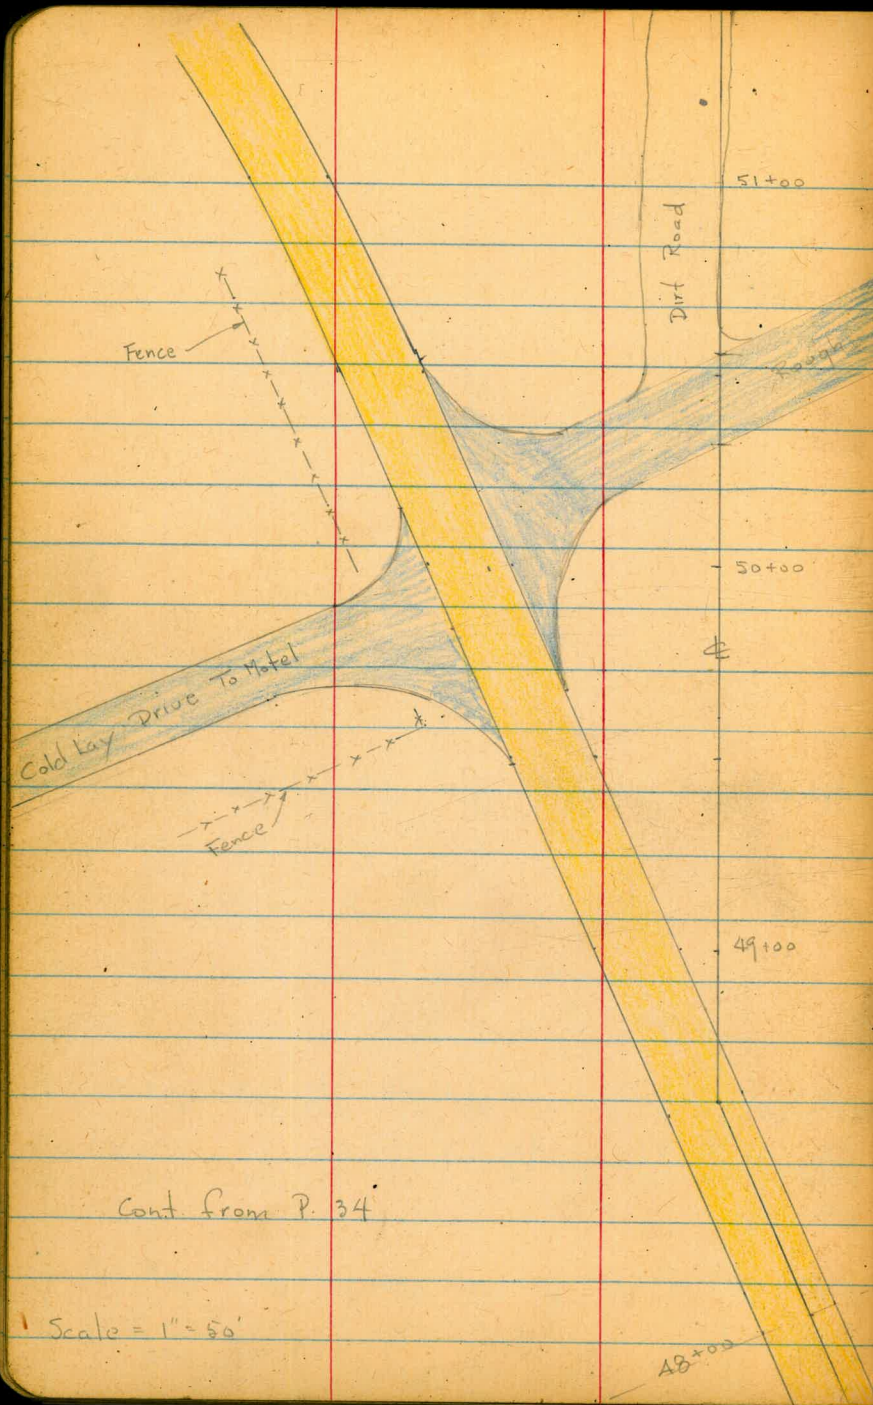 51+00
Dirt Road
Fence
Rough
50+00
℄
Cold Lay Drive To Motel
Fence
49+00
Cont. from P. 34
Scale = 1" = 50'
48+00